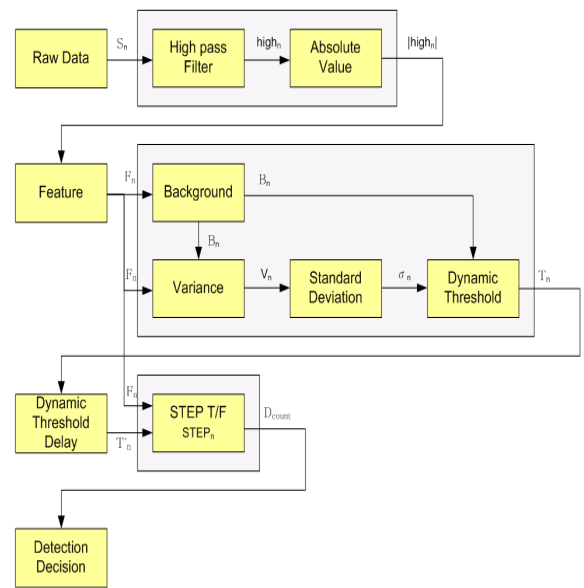 Raw Data
Sₙ
High pass
Filter
highₙ
Absolute
Value
|highₙ|
Feature
Fₙ
Background
Bₙ
Bₙ
Fₙ
Variance
Vₙ
Standard
Deviation
σₙ
Dynamic
Threshold
Tₙ
Dynamic
Threshold
Delay
Fₙ
T'ₙ
STEP T/F
STEPₙ
D_count
Detection
Decision